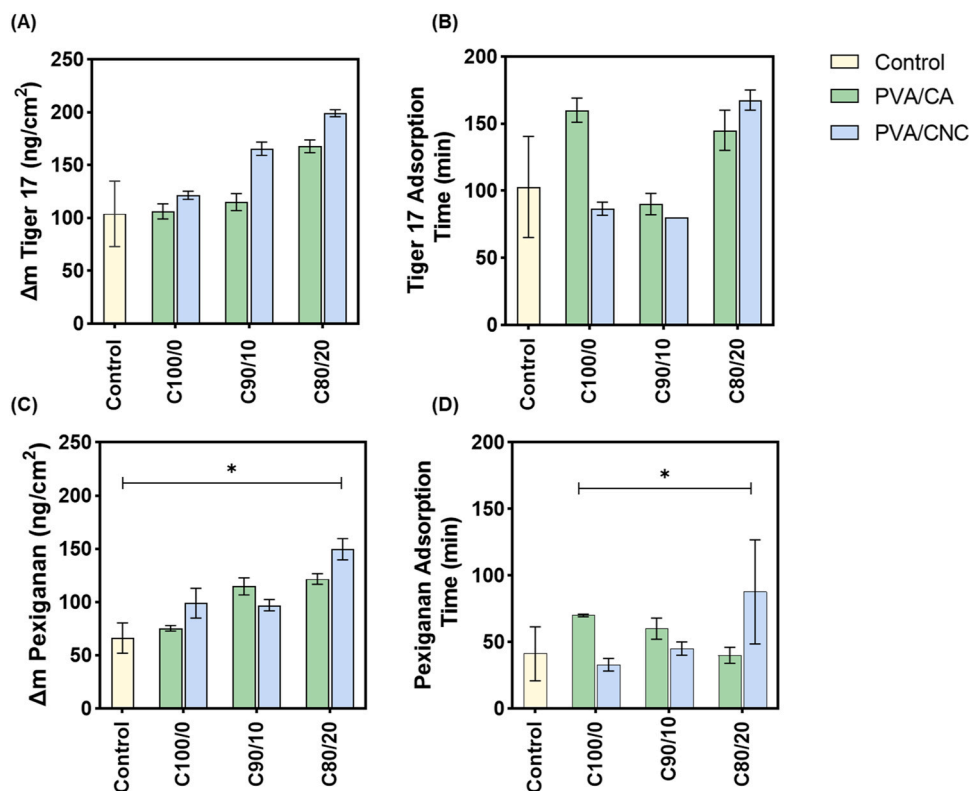 (A)
Δm Tiger 17 (ng/cm²)
250
200
150
100
50
0
Control
C100/0
C90/10
C80/20
(B)
Tiger 17 Adsorption
Time (min)
200
150
100
50
0
Control
C100/0
C90/10
C80/20
Control
PVA/CA
PVA/CNC
(C)
Δm Pexiganan (ng/cm²)
250
200
150
100
50
0
*
Control
C100/0
C90/10
C80/20
(D)
Pexiganan Adsorption
Time (min)
200
150
100
50
0
*
Control
C100/0
C90/10
C80/20